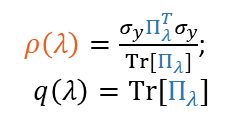 ρ(λ) = σ_y Π_λ^T σ_y / Tr[Π_λ];
q(λ) = Tr[Π_λ]